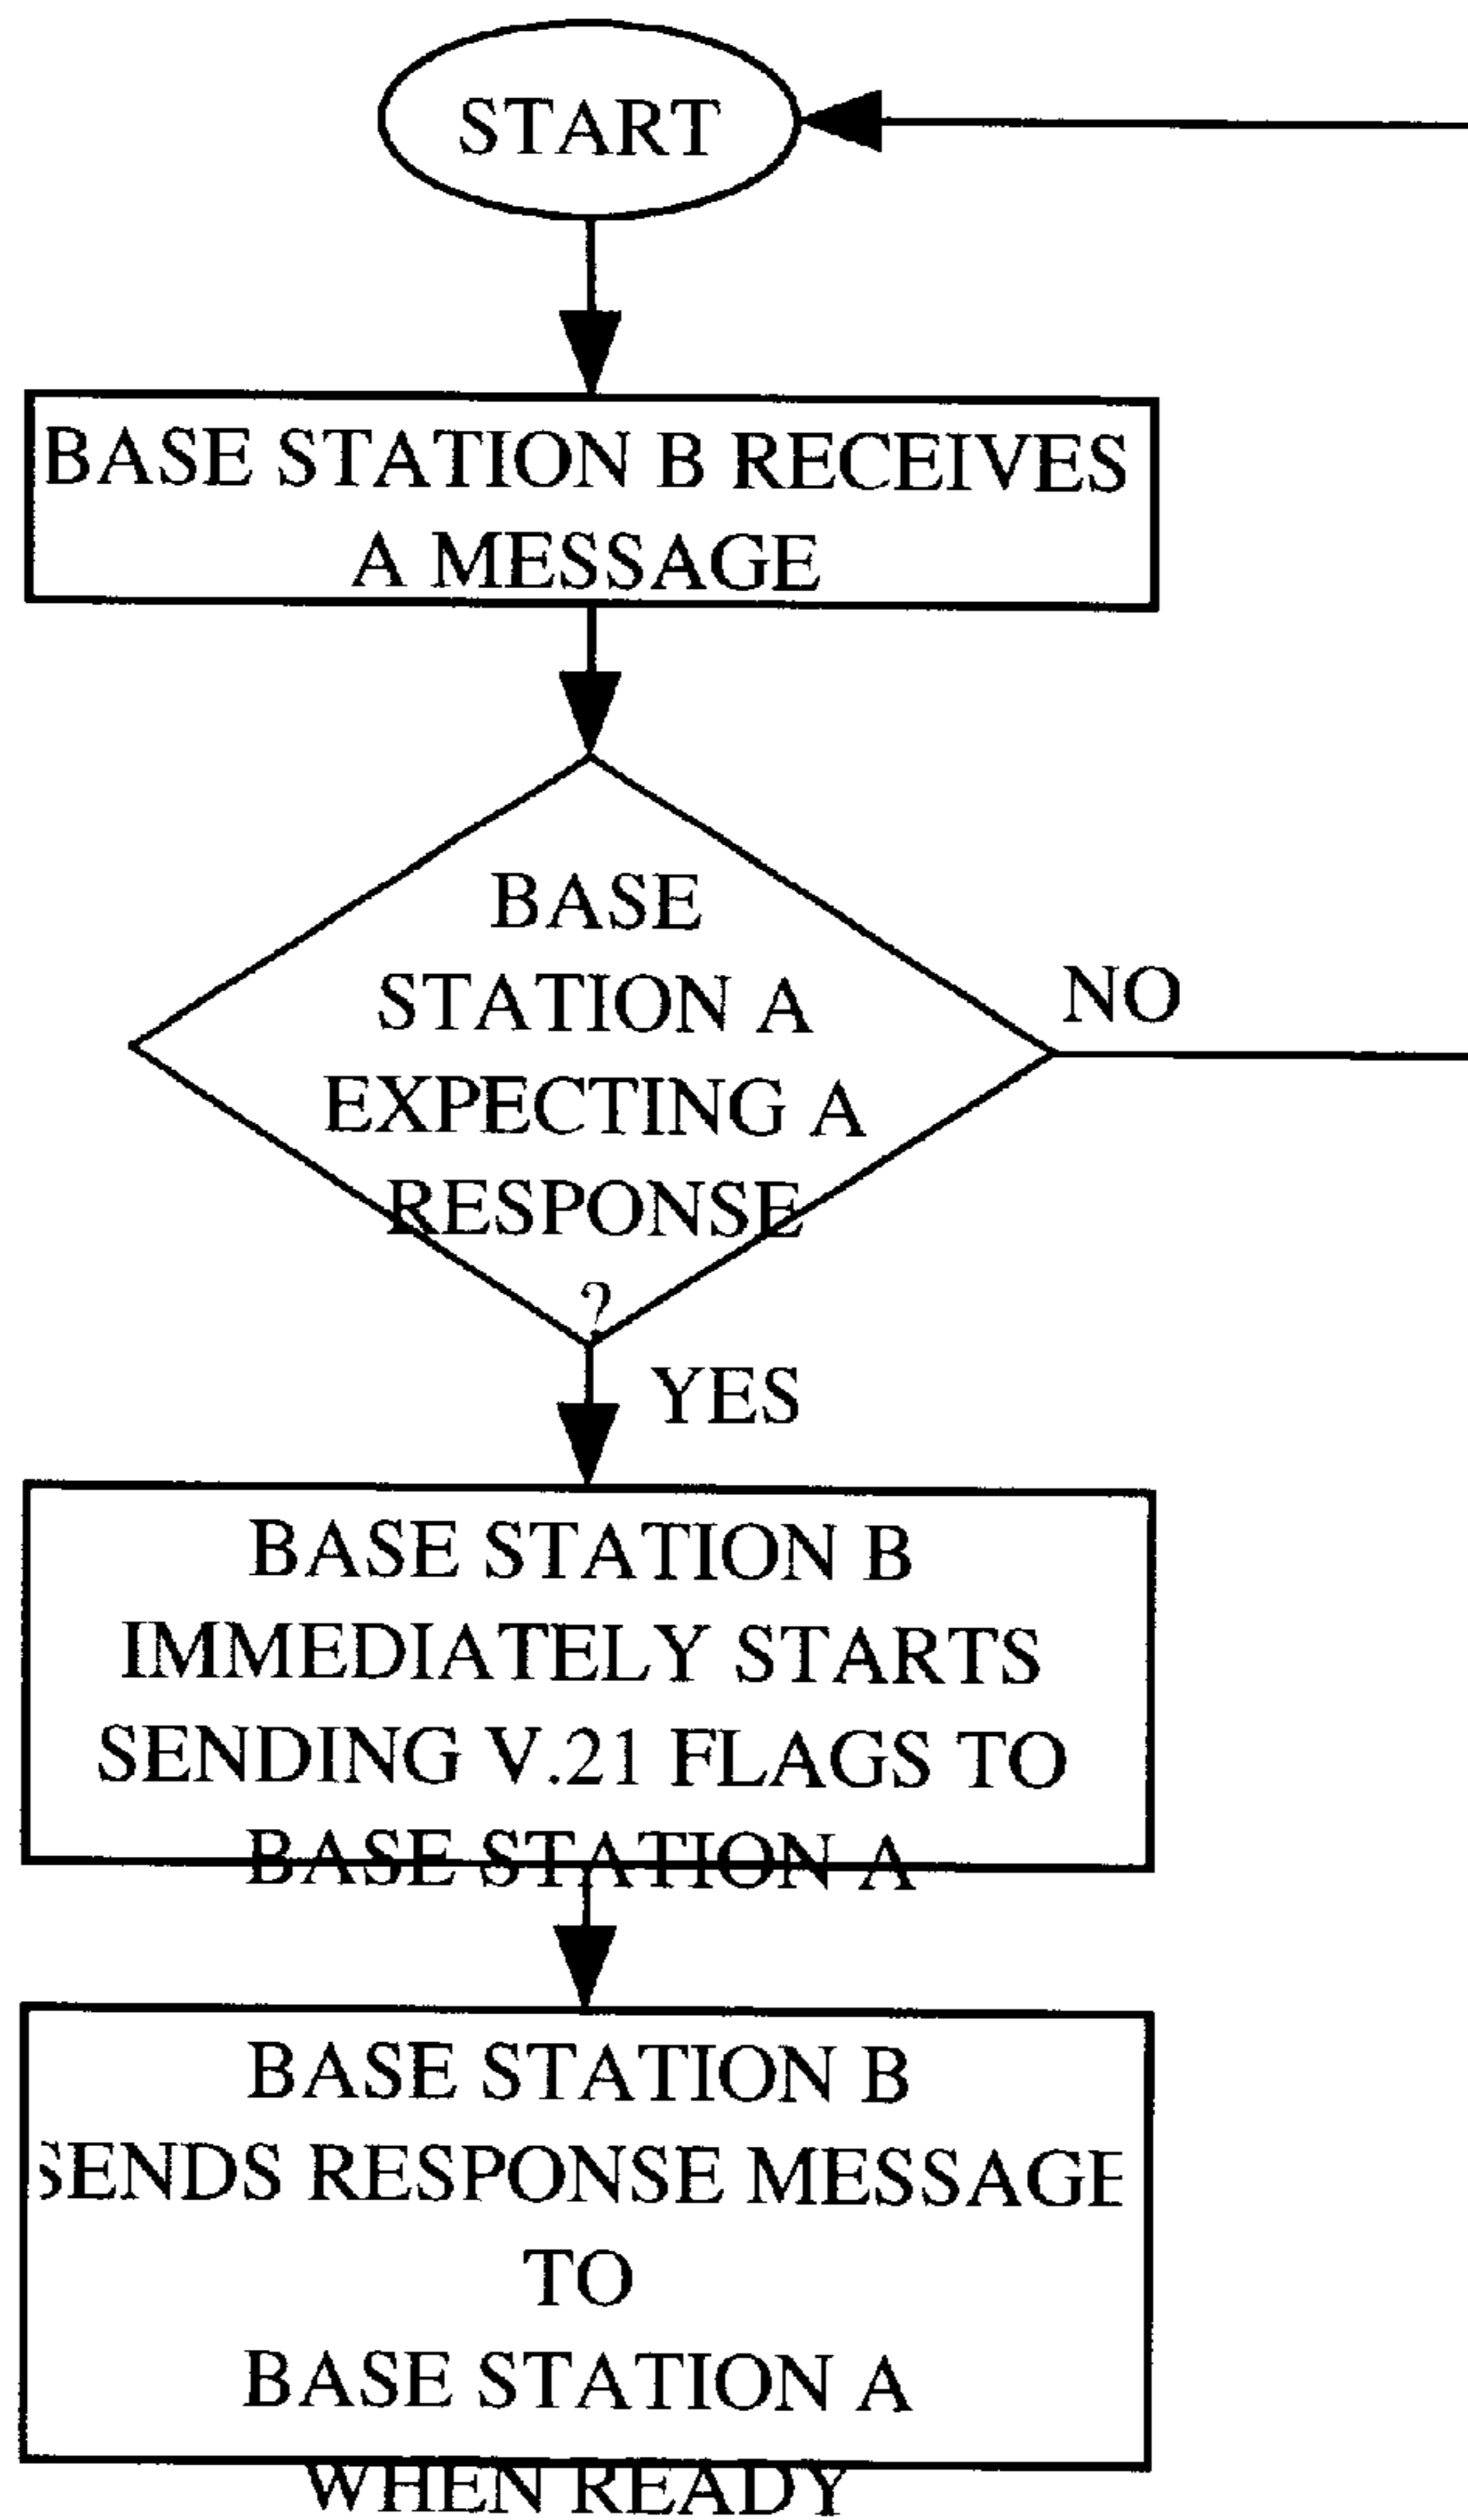 START
BASE STATION B RECEIVES
A MESSAGE
BASE
STATION A
EXPECTING A
RESPONSE
?
NO
YES
BASE STATION B
IMMEDIATELY STARTS
SENDING V.21 FLAGS TO
BASE STATION A
BASE STATION B
SENDS RESPONSE MESSAGE
TO
BASE STATION A
WHEN READY